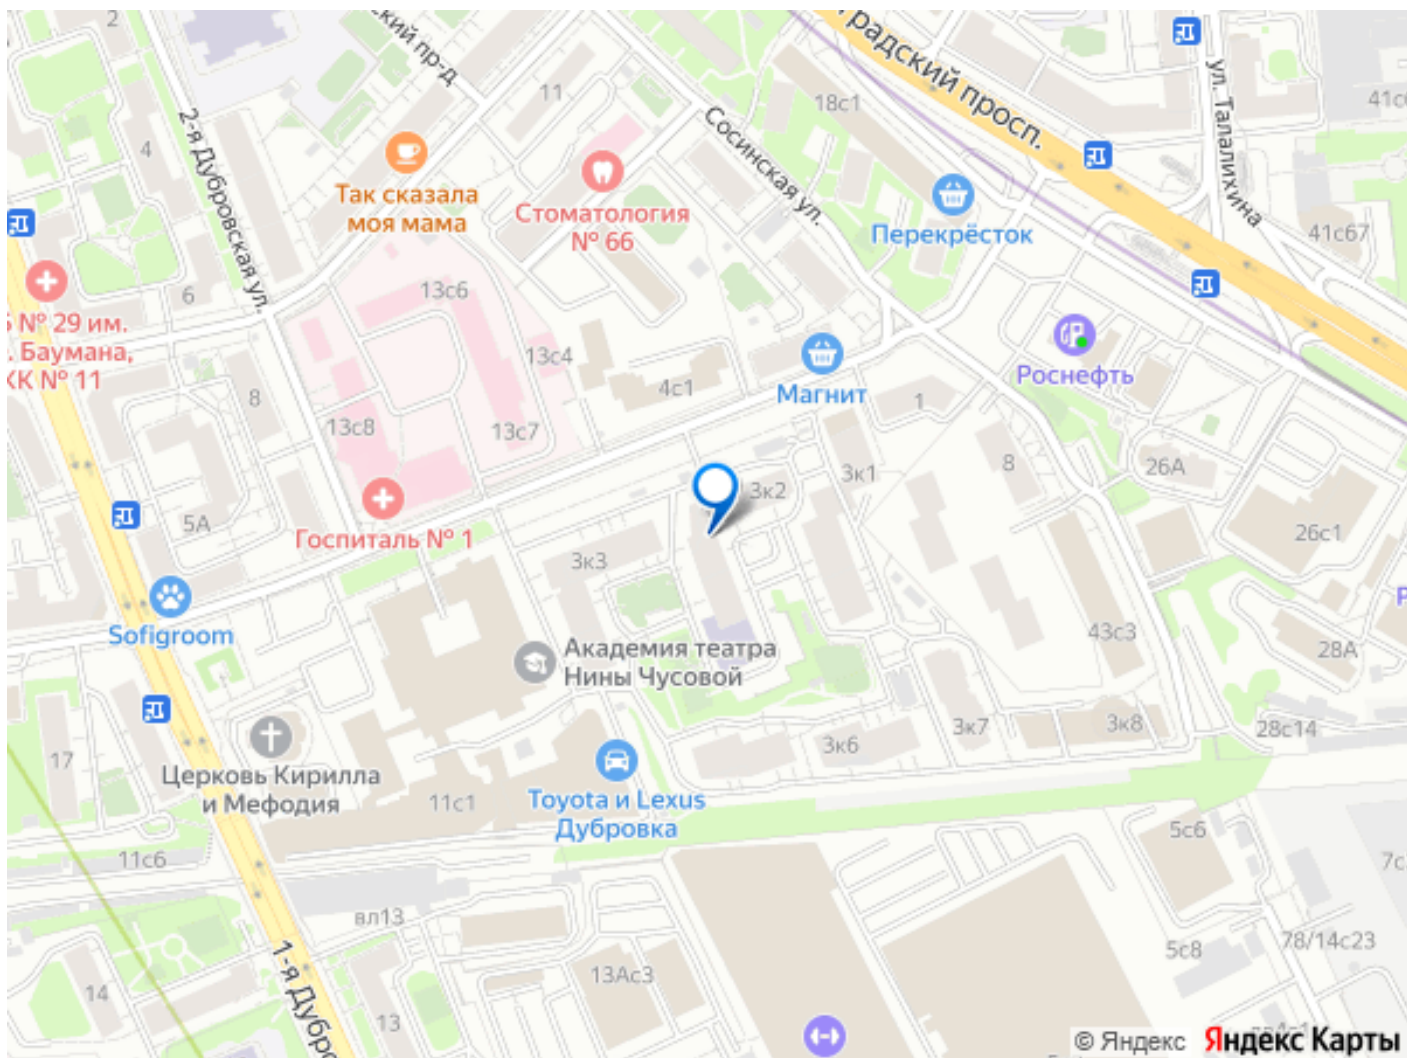 2
ский пр-д
11
18с1
градский просп.
ул. Талалихина
41с6
2-я Дубровская ул.
4
Сосинская ул.
Так сказала
моя мама
Стоматология
№ 66
Перекрёсток
41с67
6
13с6
№ 29 им.
. Баумана,
КК № 11
13с4
Роснефть
8
4с1
Магнит
1
13с8
13с7
3к1
8
26А
3к2
5А
Госпиталь № 1
26с1
3к3
Sofigroom
43с3
Академия театра
Нины Чусовой
28А
17
3к7
3к8
28с14
3к6
Церковь Кирилла
и Мефодия
11с1
Toyota и Lexus
Дубровка
5с6
11с6
7с
вл13
78/14с23
5с8
13Ас3
14
1-я Дубро
13
© Яндекс Яндекс Карты